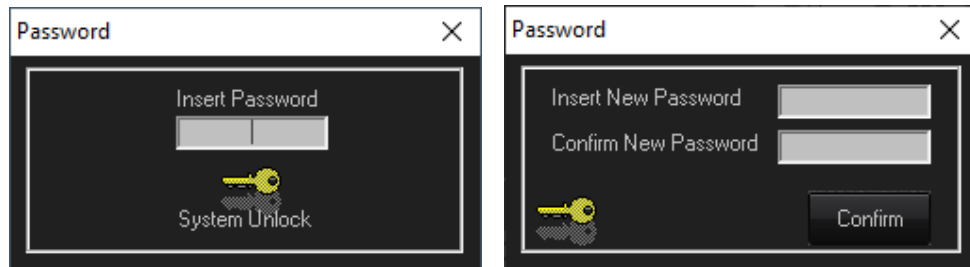 Password
Insert Password
System Unlock
Password
Insert New Password
Confirm New Password
Confirm